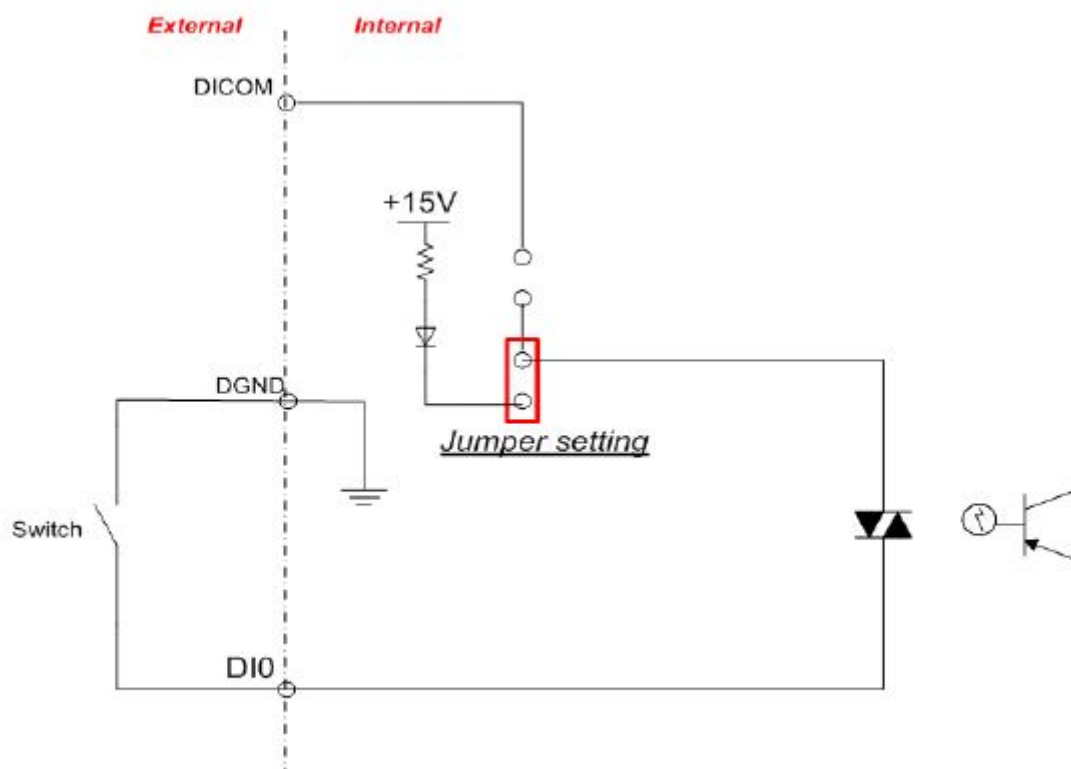 External
Internal
DICOM
+15V
DGND
Jumper setting
Switch
DI0